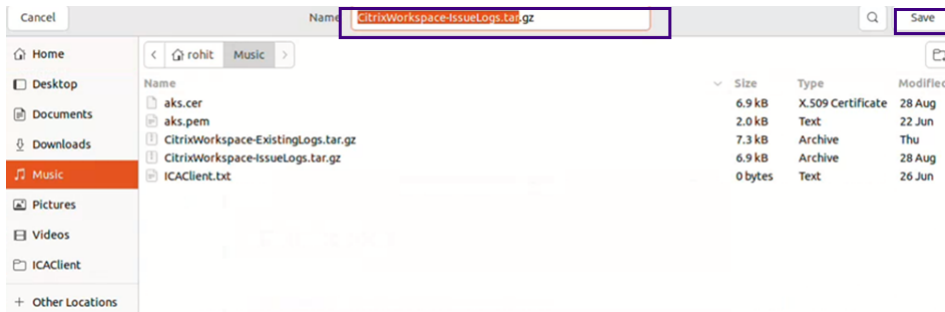 Cancel Name CitrixWorkspace-IssueLogs.tar.gz Save
Home
Desktop
Documents
Downloads
Music
Pictures
Videos
ICAClient
+ Other Locations
rohit Music
Name Size Type Modified
aks.cer 6.9 kB X.509 Certificate 28 Aug
aks.pem 2.0 kB Text 22 Jun
CitrixWorkspace-ExistingLogs.tar.gz 7.3 kB Archive Thu
CitrixWorkspace-IssueLogs.tar.gz 6.9 kB Archive 28 Aug
ICAClient.txt 0 bytes Text 26 Jun